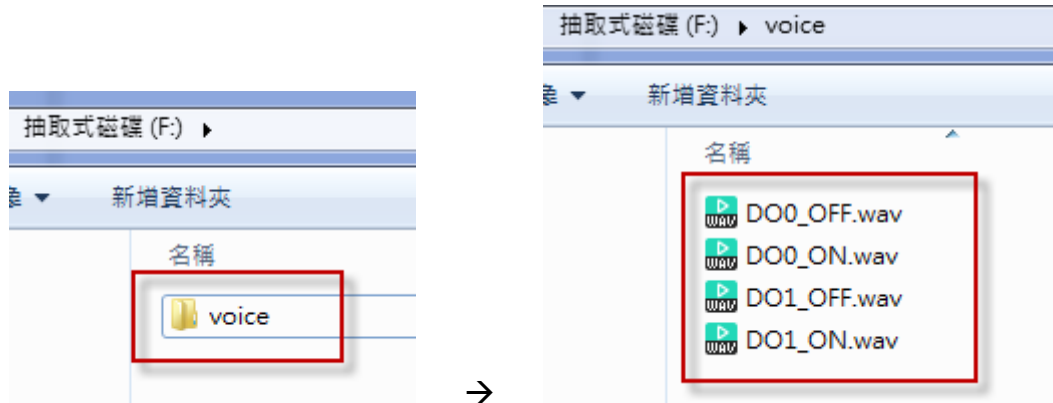 抽取式磁碟 (F:) ▸
新增資料夾
名稱
voice
→
抽取式磁碟 (F:) ▸ voice
新增資料夾
名稱
DO0_OFF.wav
DO0_ON.wav
DO1_OFF.wav
DO1_ON.wav